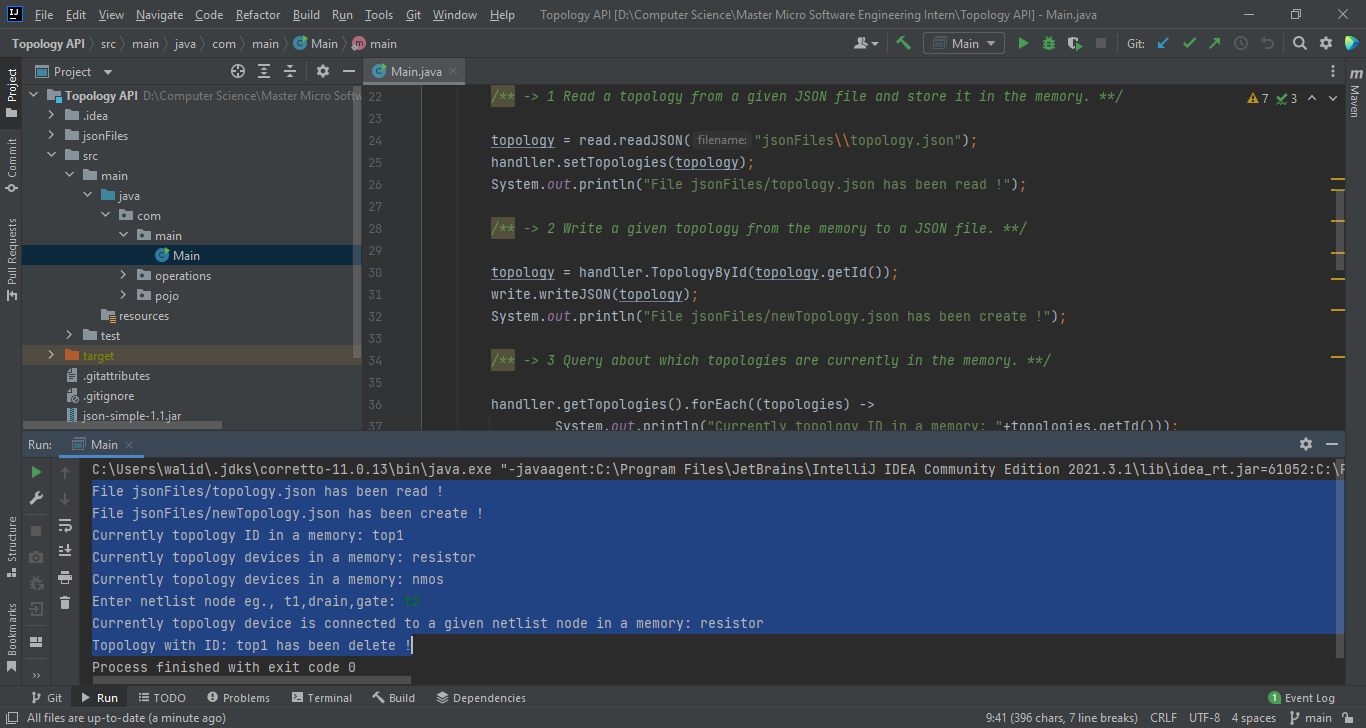 File Edit View Navigate Code Refactor Build Run Tools Git Window Help Topology API [D:\Computer Science\Master Micro Software Engineering Intern\Topology API] - Main.java
Topology API src main java com main Main main
Main
Git:
Project
Main.java
Topology API D:\Computer Science\Master Micro Softw
.idea
jsonFiles
src
main
java
com
main
Main
operations
pojo
resources
test
target
.gitattributes
.gitignore
json-simple-1.1.jar
7 3
22 /** -> 1 Read a topology from a given JSON file and store it in the memory. **/
23
24 topology = read.readJSON( filename: "jsonFiles\\topology.json");
25 handller.setTopologies(topology);
26 System.out.println("File jsonFiles/topology.json has been read !");
27
28 /** -> 2 Write a given topology from the memory to a JSON file. **/
29
30 topology = handller.TopologyById(topology.getId());
31 write.writeJSON(topology);
32 System.out.println("File jsonFiles/newTopology.json has been create !");
33
34 /** -> 3 Query about which topologies are currently in the memory. **/
35
36 handller.getTopologies().forEach((topologies) ->
37 System.out.println("Currently topology ID in a memory: "+topologies.getId()));
Project
Commit
Pull Requests
Structure
Bookmarks
m
Maven
Run: Main
C:\Users\walid\.jdks\corretto-11.0.13\bin\java.exe "-javaagent:C:\Program Files\JetBrains\IntelliJ IDEA Community Edition 2021.3.1\lib\idea_rt.jar=61052:C:\P
File jsonFiles/topology.json has been read !
File jsonFiles/newTopology.json has been create !
Currently topology ID in a memory: top1
Currently topology devices in a memory: resistor
Currently topology devices in a memory: nmos
Enter netlist node eg., t1,drain,gate:
Currently topology device is connected to a given netlist node in a memory: resistor
Topology with ID: top1 has been delete !
Process finished with exit code 0
Git Run TODO Problems Terminal Build Dependencies 1 Event Log
All files are up-to-date (a minute ago) 9:41 (396 chars, 7 line breaks) CRLF UTF-8 4 spaces main